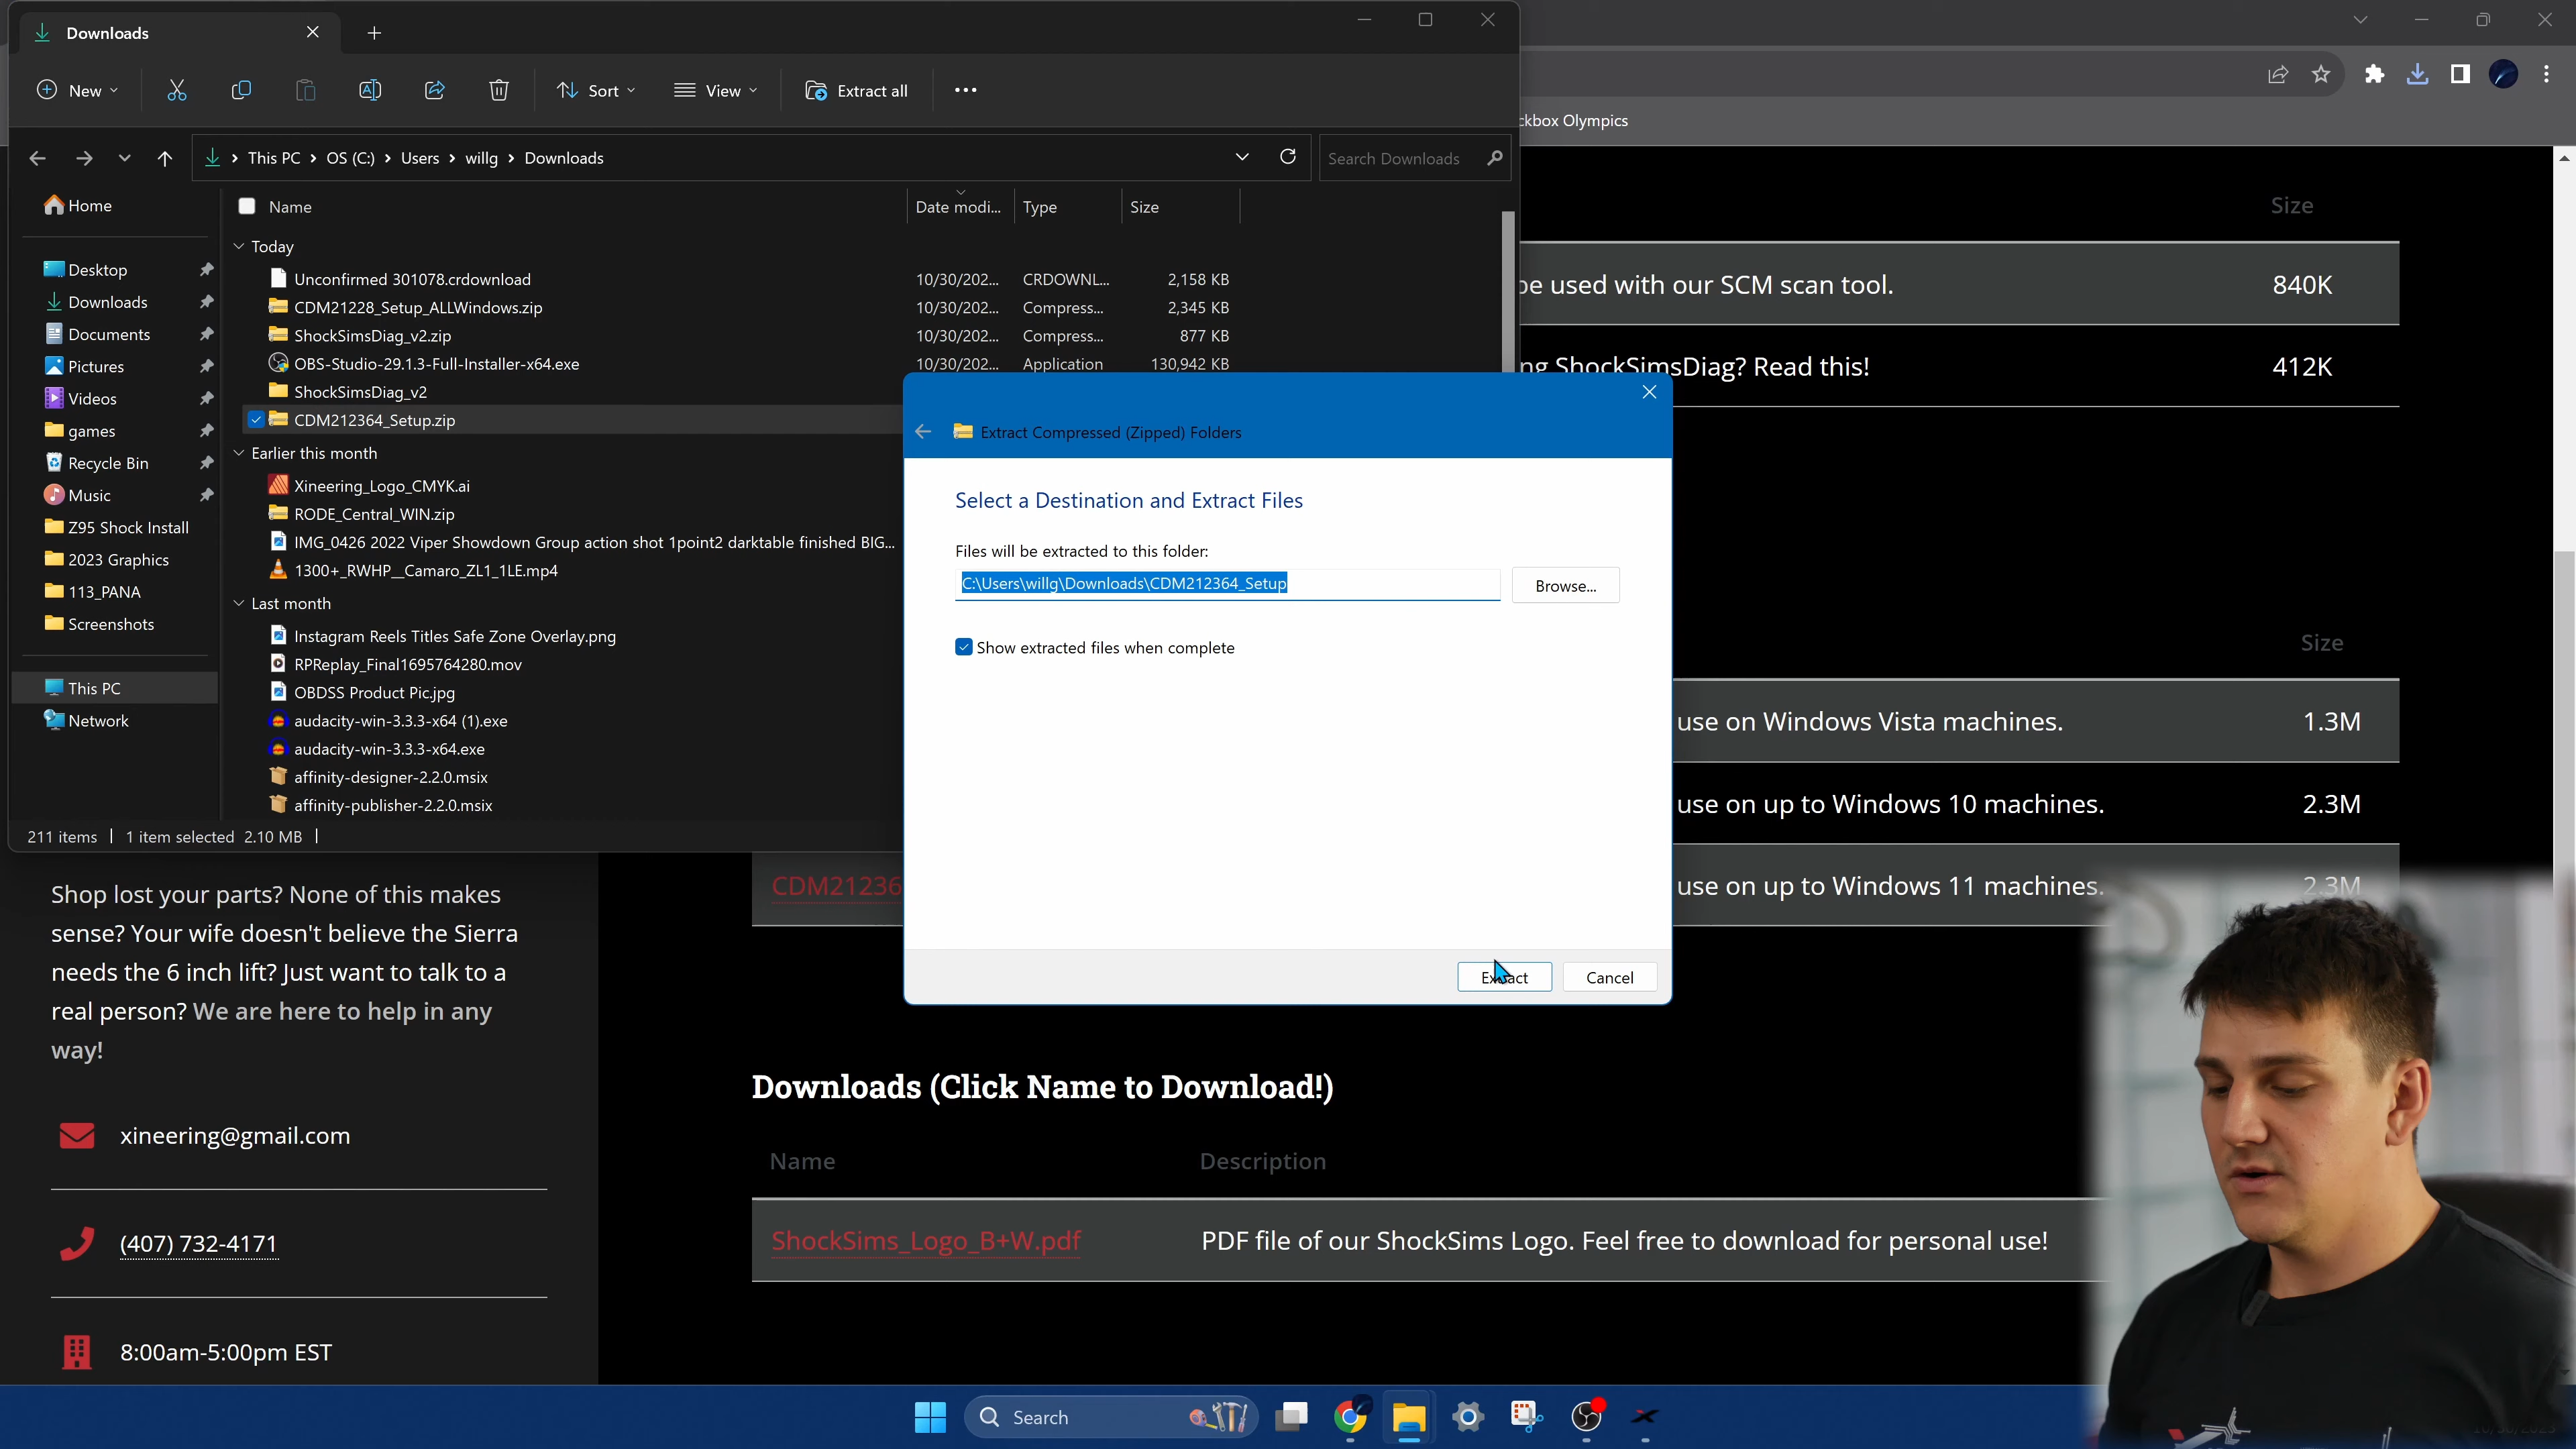 Downloads
New
Sort
View
Extract all
This PC > OS (C:) > Users > willg > Downloads
Search Downloads
ckbox Olympics
Home
Desktop
Downloads
Documents
Pictures
Videos
games
Recycle Bin
Music
Z95 Shock Install
2023 Graphics
113_PANA
Screenshots
This PC
Network
Name Date modi... Type Size
Today
Unconfirmed 301078.crdownload 10/30/202... CRDOWNL... 2,158 KB
CDM21228_Setup_ALLWindows.zip 10/30/202... Compress... 2,345 KB
ShockSimsDiag_v2.zip 10/30/202... Compress... 877 KB
OBS-Studio-29.1.3-Full-Installer-x64.exe 10/30/202... Application 130,942 KB
ShockSimsDiag_v2
CDM212364_Setup.zip
Earlier this month
Xineering_Logo_CMYK.ai
RODE_Central_WIN.zip
IMG_0426 2022 Viper Showdown Group action shot 1point2 darktable finished BIG...
1300+_RWHP__Camaro_ZL1_1LE.mp4
Last month
Instagram Reels Titles Safe Zone Overlay.png
RPReplay_Final1695764280.mov
OBDSS Product Pic.jpg
audacity-win-3.3.3-x64 (1).exe
audacity-win-3.3.3-x64.exe
affinity-designer-2.2.0.msix
affinity-publisher-2.2.0.msix
211 items 1 item selected 2.10 MB
Extract Compressed (Zipped) Folders
Select a Destination and Extract Files
Files will be extracted to this folder:
C:\Users\willg\Downloads\CDM212364_Setup
Browse...
Show extracted files when complete
Extract
Cancel
Size
be used with our SCM scan tool. 840K
ng ShockSimsDiag? Read this! 412K
Size
use on Windows Vista machines. 1.3M
use on up to Windows 10 machines. 2.3M
CDM21236 use on up to Windows 11 machines. 2.3M
Shop lost your parts? None of this makes
sense? Your wife doesn't believe the Sierra
needs the 6 inch lift? Just want to talk to a
real person? We are here to help in any
way!
xineering@gmail.com
(407) 732-4171
8:00am-5:00pm EST
Downloads (Click Name to Download!)
Name Description
ShockSims_Logo_B+W.pdf PDF file of our ShockSims Logo. Feel free to download for personal use!
Search